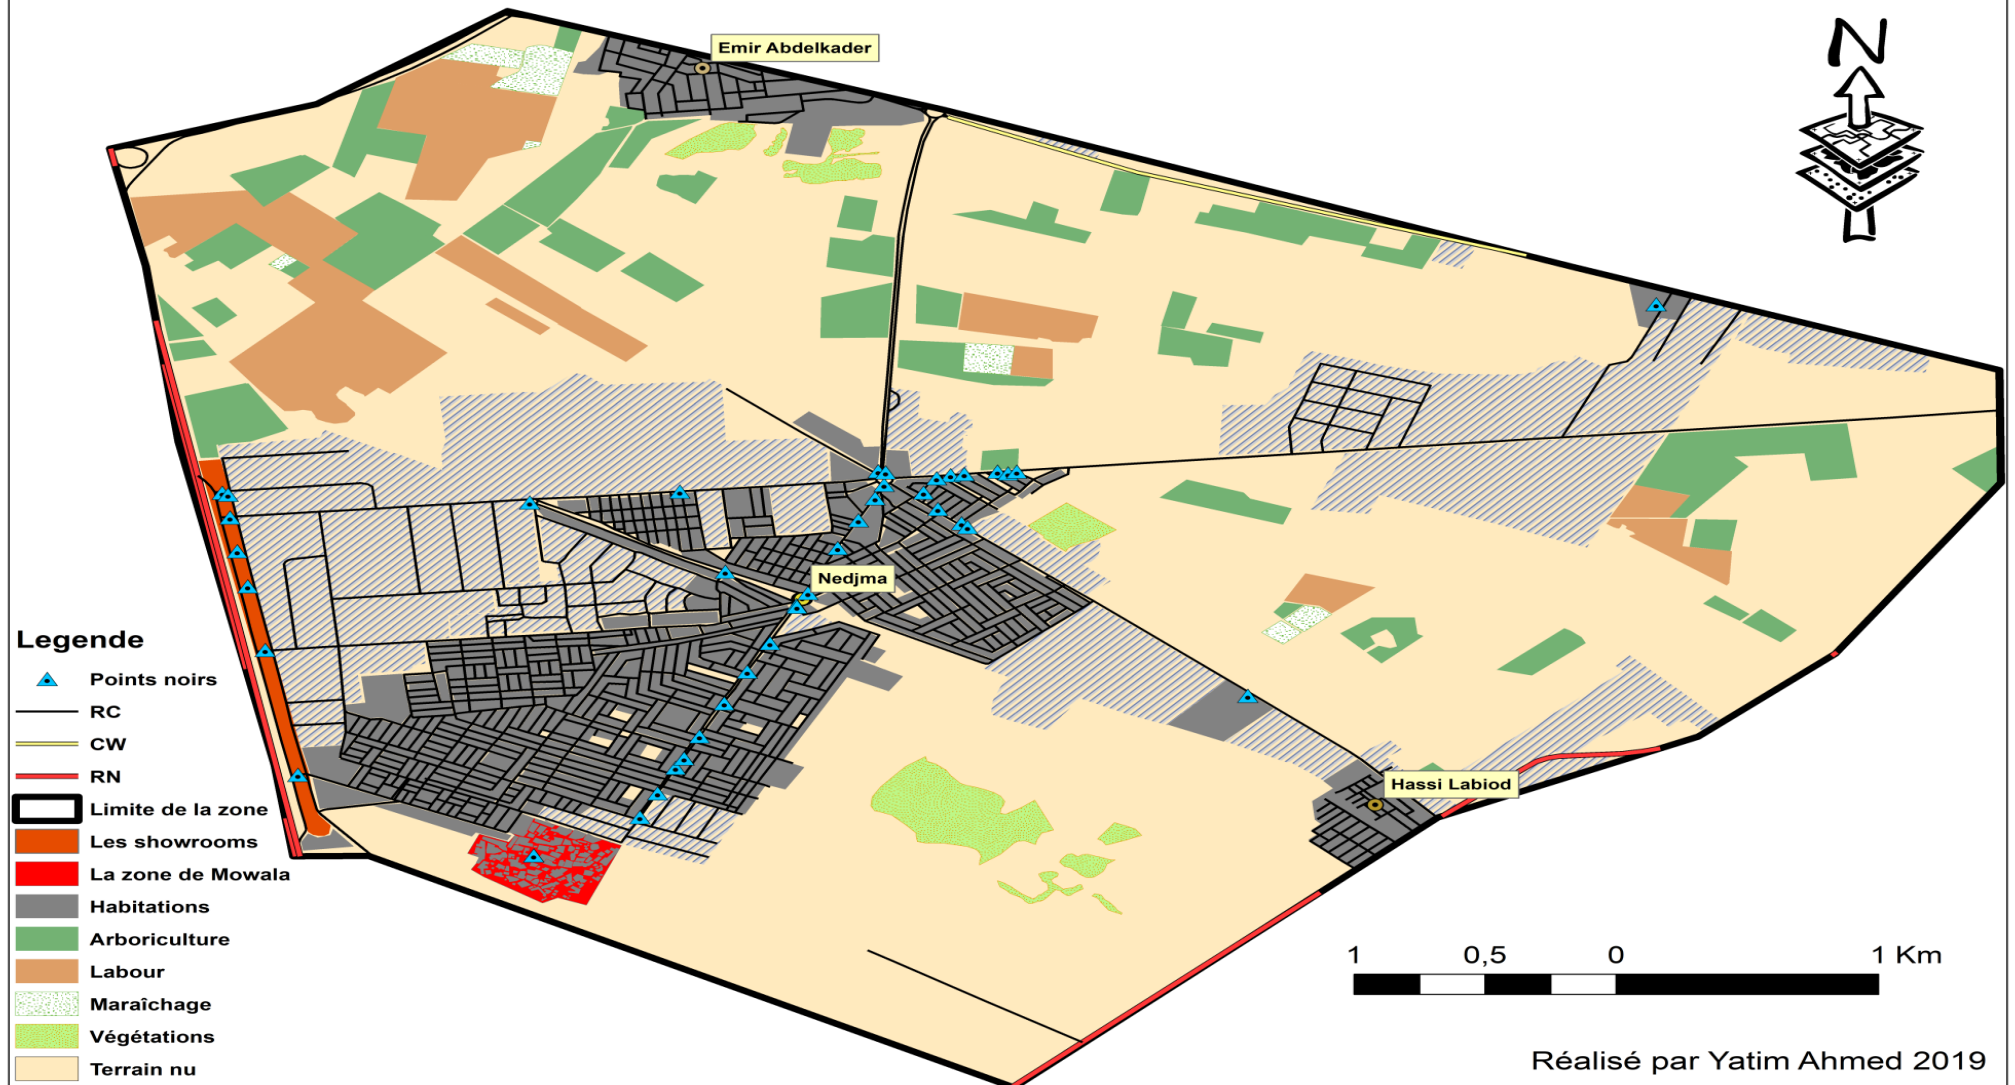 N
Emir Abdelkader
Nedjma
Hassi Labiod
Legende
Points noirs
RC
CW
RN
Limite de la zone
Les showrooms
La zone de Mowala
Habitations
Arboriculture
Labour
Maraîchage
Végétations
Terrain nu
1 0,5 0 1 Km
Réalisé par Yatim Ahmed 2019